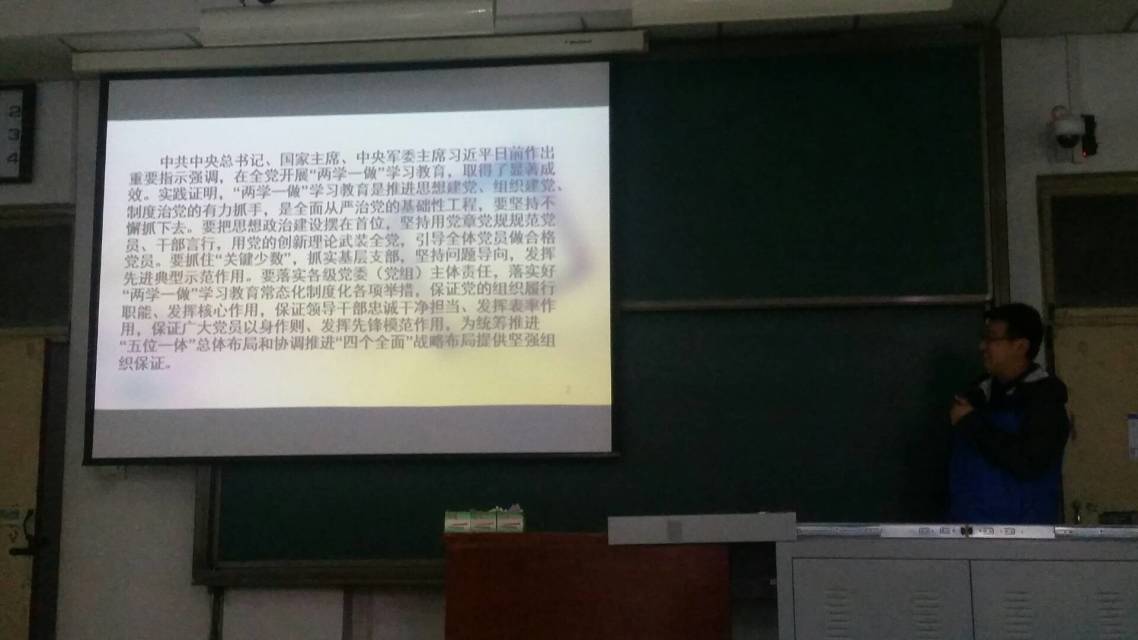 2
3
4
中共中央总书记、国家主席、中央军委主席习近平日前作出
重要指示强调，在全党开展“两学一做”学习教育，取得了显著成
效。实践证明，“两学一做”学习教育是推进思想建党、组织建党、
制度治党的有力抓手，是全面从严治党的基础性工程，要坚持不
懈抓下去。要把思想政治建设摆在首位，坚持用党章党规规范党
员、干部言行，用党的创新理论武装全党，引导全体党员做合格
党员。要抓住“关键少数”，抓实基层支部，坚持问题导向，发挥
先进典型示范作用。要落实各级党委（党组）主体责任，落实好
“两学一做”学习教育常态化制度化各项举措，保证党的组织履行
职能、发挥核心作用，保证领导干部忠诚干净担当、发挥表率作
用，保证广大党员以身作则、发挥先锋模范作用，为统筹推进
“五位一体”总体布局和协调推进“四个全面”战略布局提供坚强组
织保证。
2